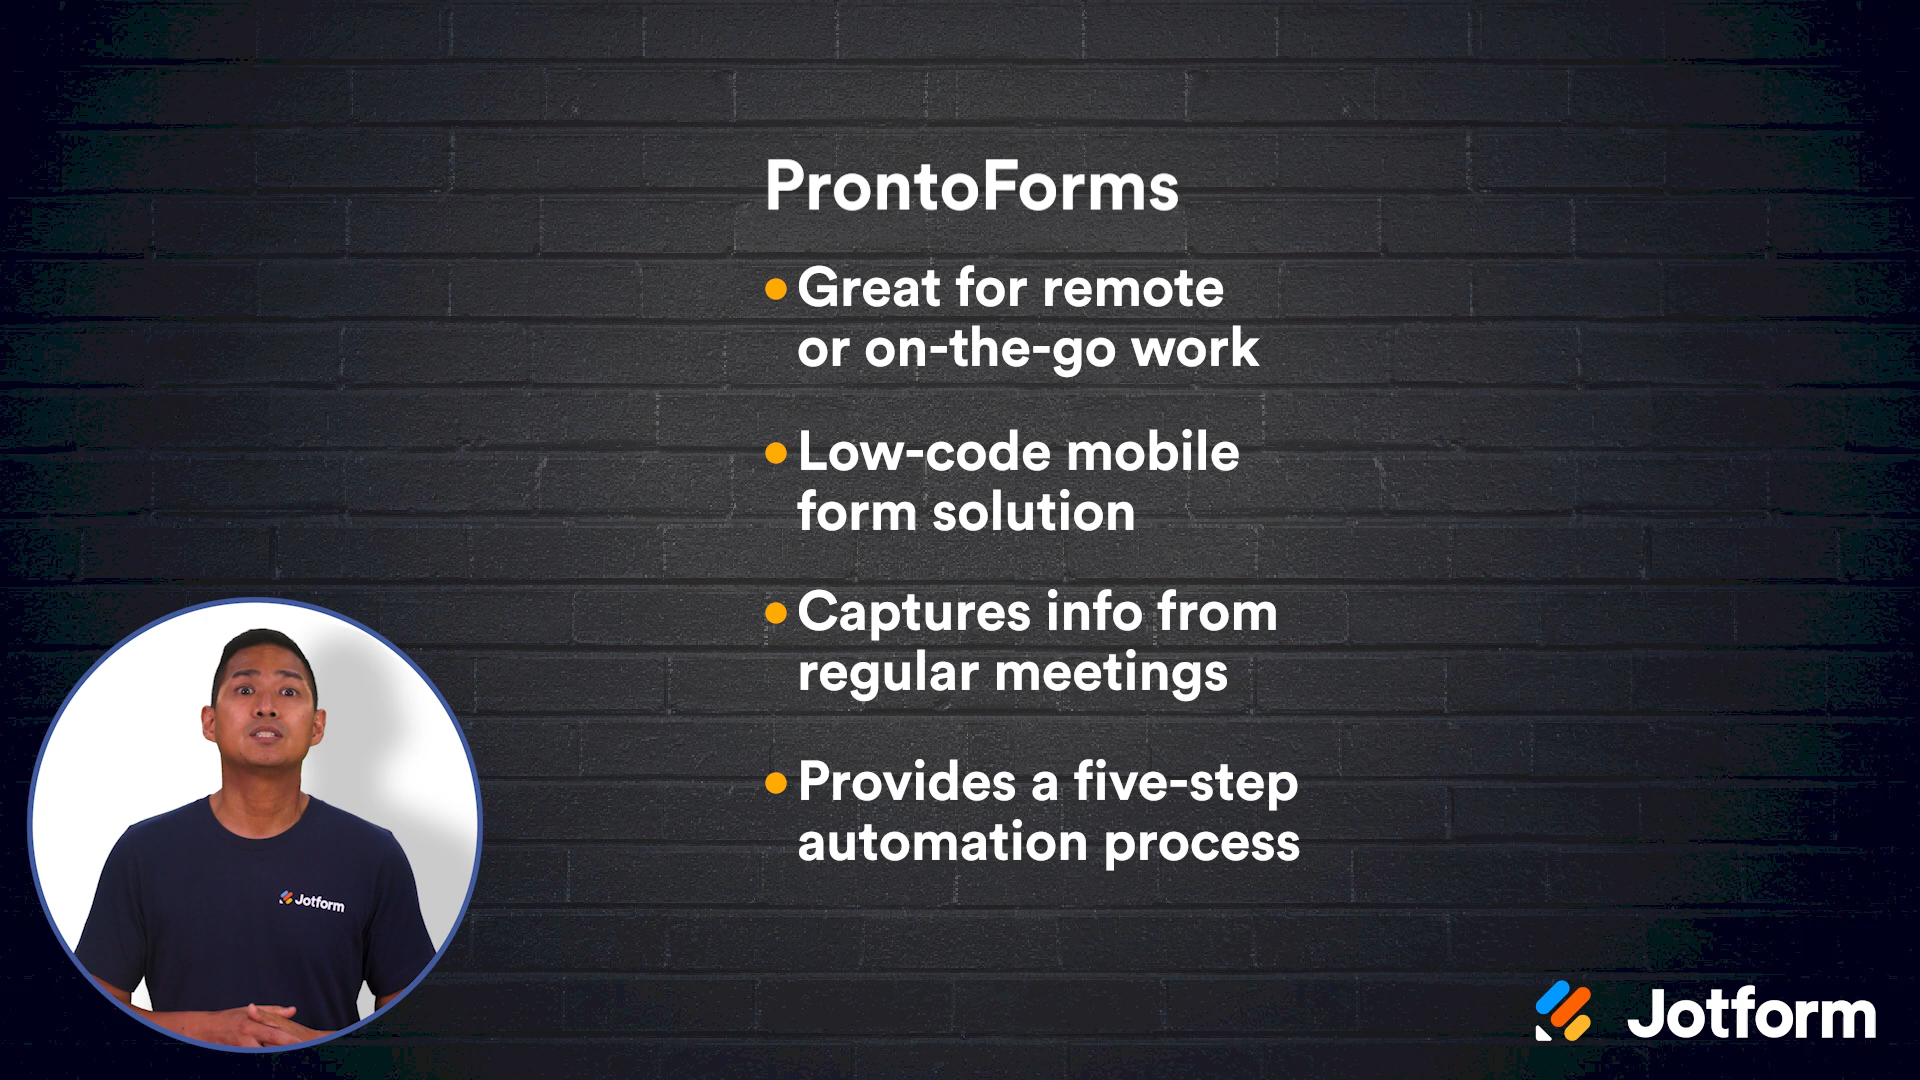 ProntoForms
Great for remote
or on-the-go work
Low-code mobile
form solution
Captures info from
regular meetings
Provides a five-step
automation process
Jotform
Jotform